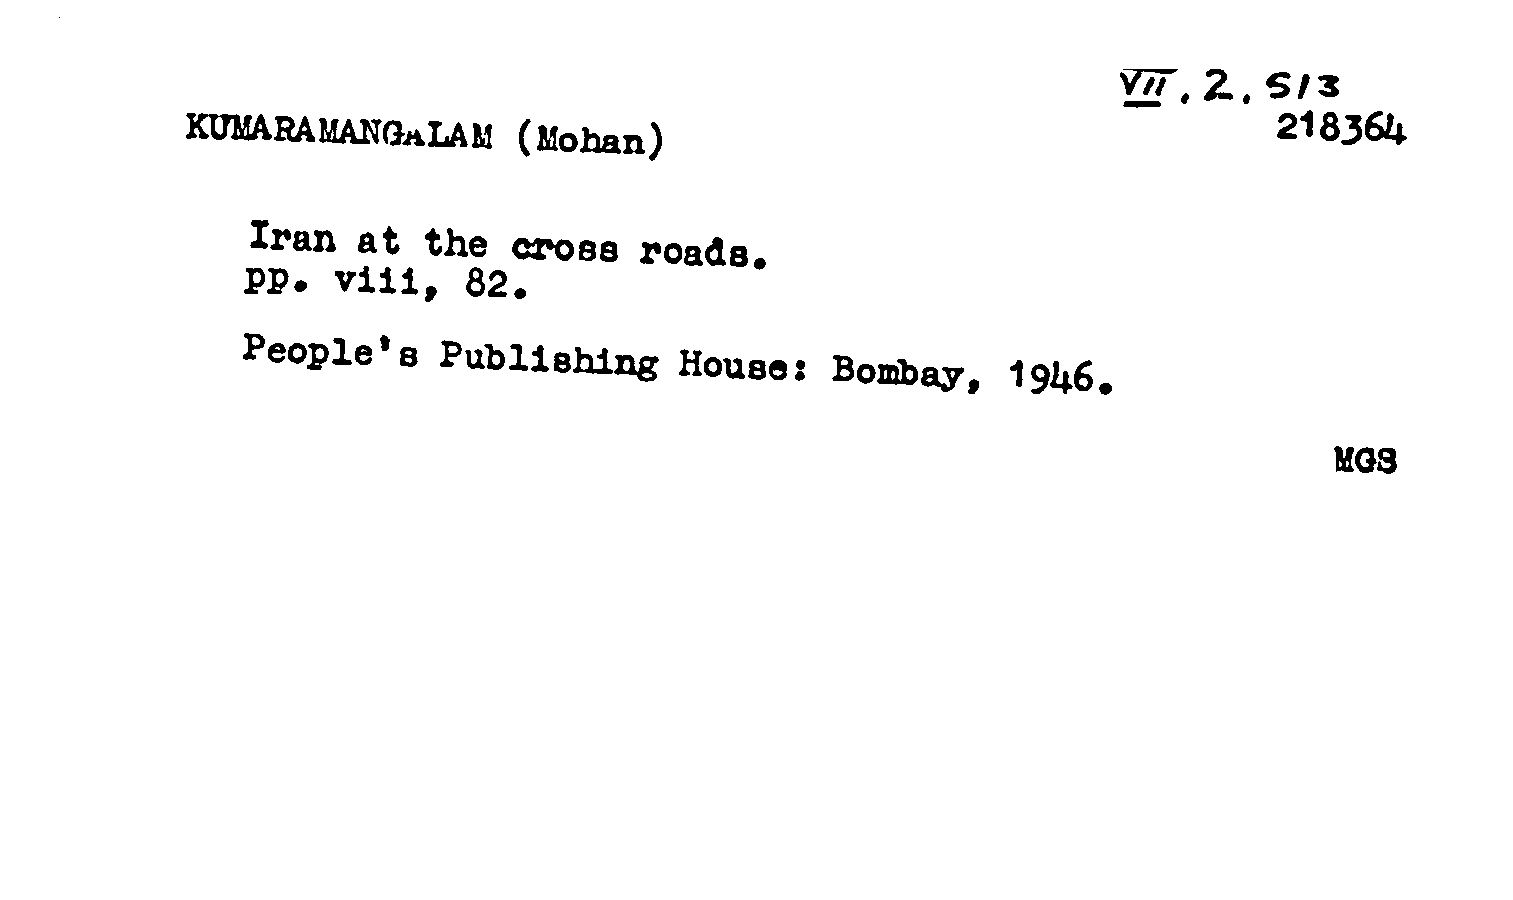 VII. 2. S13
218364
KUMARAMANGALAM (Mohan)
Iran at the cross roads.
pp. viii, 82.
People's Publishing House: Bombay, 1946.
MGS